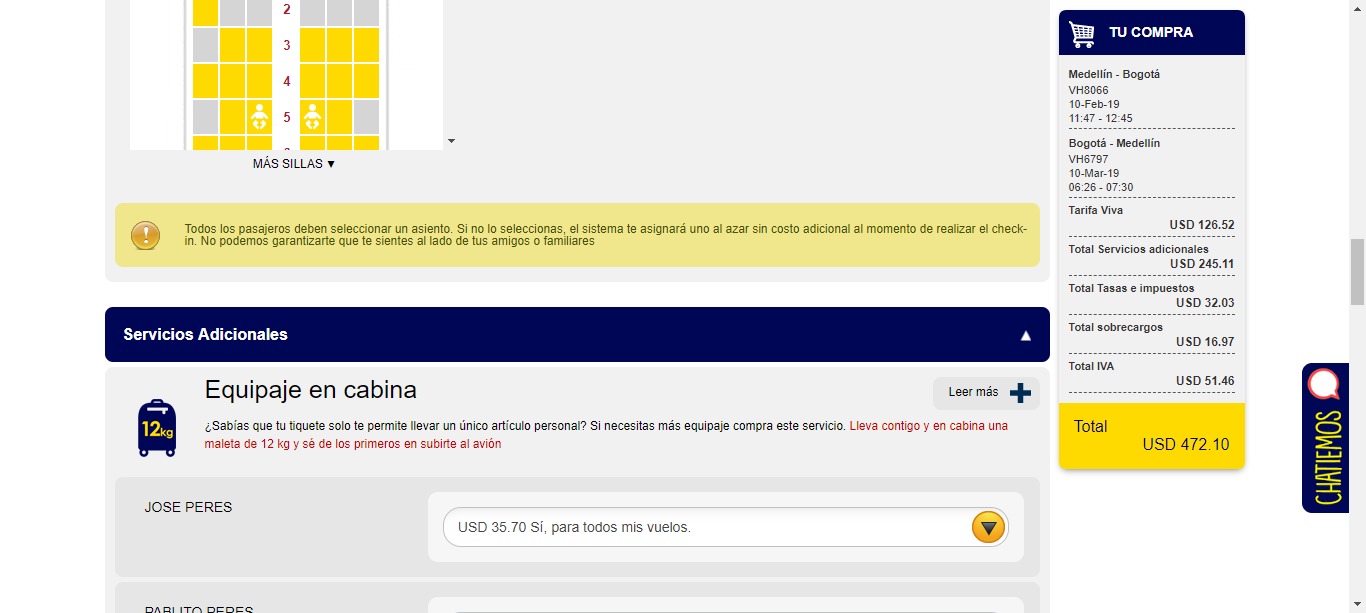 2
3
4
5
MÁS SILLAS ▼
Todos los pasajeros deben seleccionar un asiento. Si no lo seleccionas, el sistema te asignará uno al azar sin costo adicional al momento de realizar el check-
in. No podemos garantizarte que te sientes al lado de tus amigos o familiares
Servicios Adicionales
Equipaje en cabina
Leer más
12kg
¿Sabías que tu tiquete solo te permite llevar un único artículo personal? Si necesitas más equipaje compra este servicio. Lleva contigo y en cabina una
maleta de 12 kg y sé de los primeros en subirte al avión
JOSE PERES
USD 35.70 Sí, para todos mis vuelos.
PABLITO PERES
TU COMPRA
Medellín - Bogotá
VH8066
10-Feb-19
11:47 - 12:45
Bogotá - Medellín
VH6797
10-Mar-19
06:26 - 07:30
Tarifa Viva
USD 126.52
Total Servicios adicionales
USD 245.11
Total Tasas e impuestos
USD 32.03
Total sobrecargos
USD 16.97
Total IVA
USD 51.46
Total
USD 472.10
CHATIEMOS